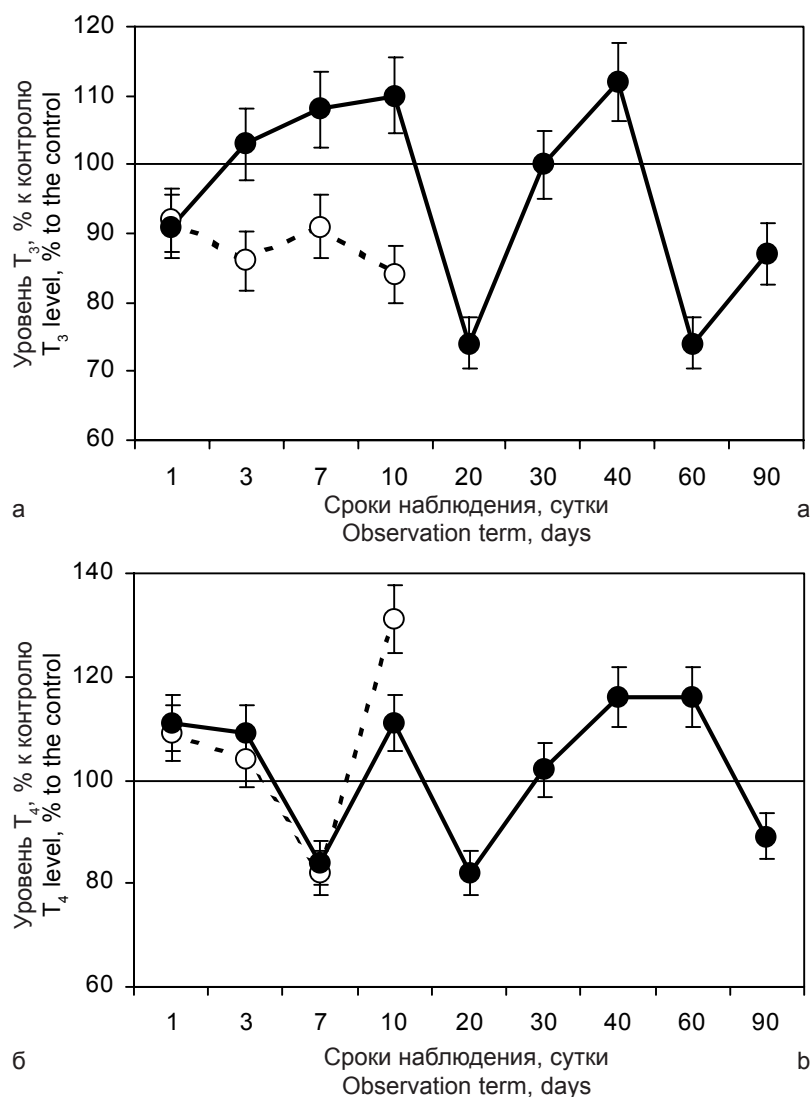 120
110
100
90
80
70
60
Уровень T₃, % к контролю
T₃ level, % to the control
1 3 7 10 20 30 40 60 90
Сроки наблюдения, сутки
Observation term, days
а a
140
120
100
80
60
Уровень T₄, % к контролю
T₄ level, % to the control
1 3 7 10 20 30 40 60 90
Сроки наблюдения, сутки
Observation term, days
б b